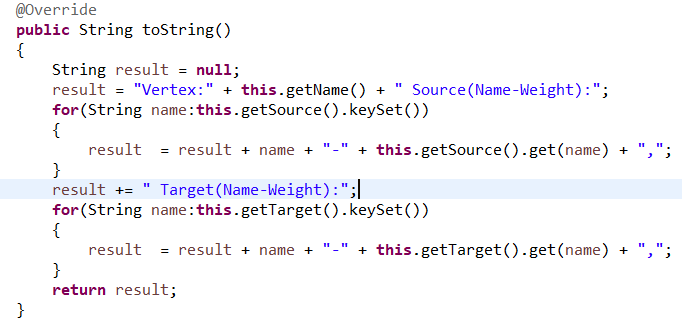 @Override
public String toString()
{
    String result = null;
    result = "Vertex:" + this.getName() + " Source(Name-Weight):";
    for(String name:this.getSource().keySet())
    {
        result  = result + name + "-" + this.getSource().get(name) + ",";
    }
    result += " Target(Name-Weight):";
    for(String name:this.getTarget().keySet())
    {
        result  = result + name + "-" + this.getTarget().get(name) + ",";
    }
    return result;
}